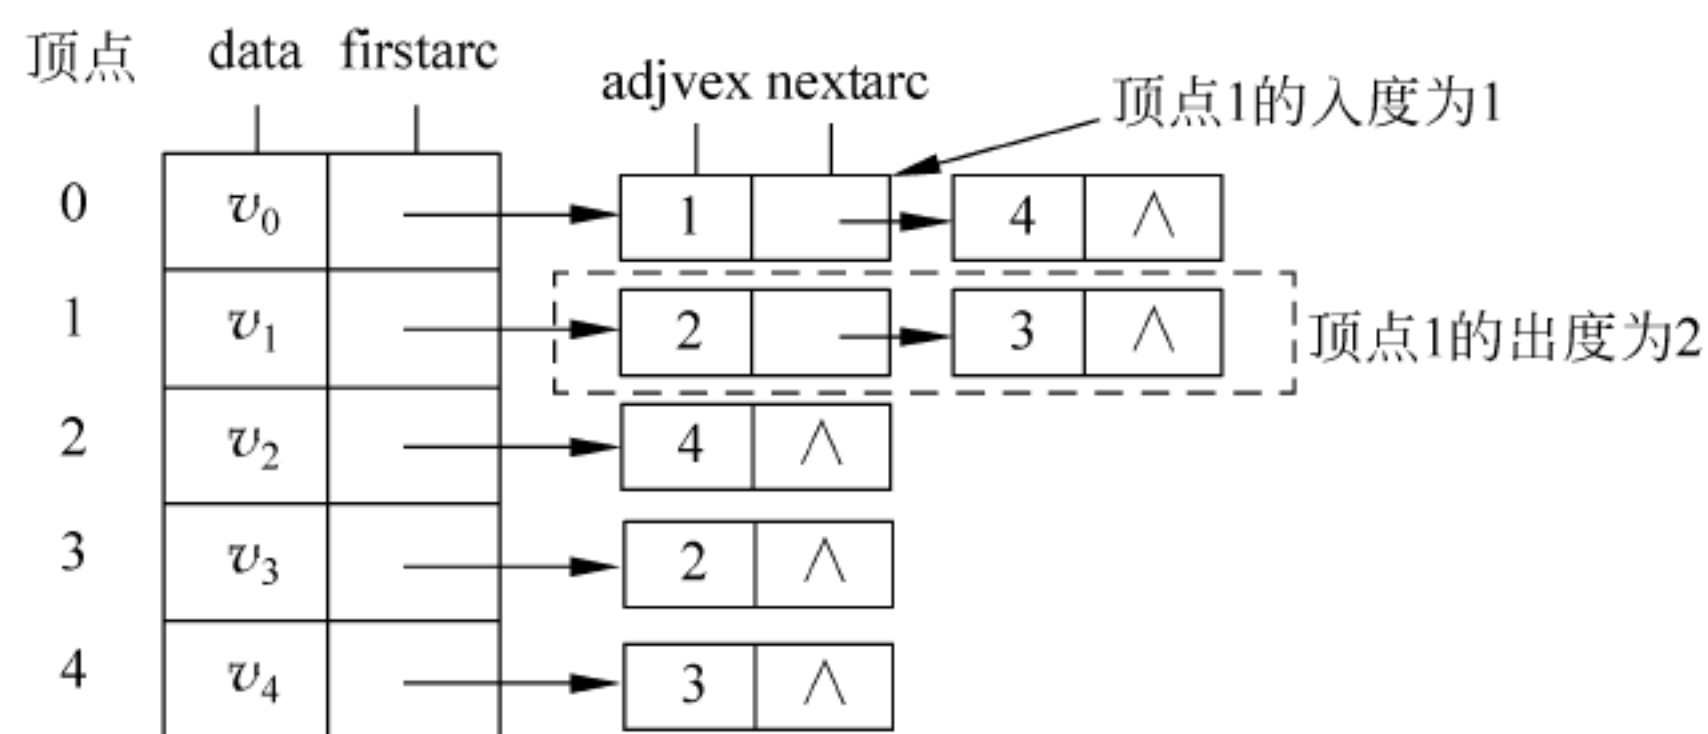 顶点 data firstarc
adjvex nextarc 顶点1的入度为1
0 v0 1 4 ∧
1 v1 2 3 ∧ 顶点1的出度为2
2 v2 4 ∧
3 v3 2 ∧
4 v4 3 ∧